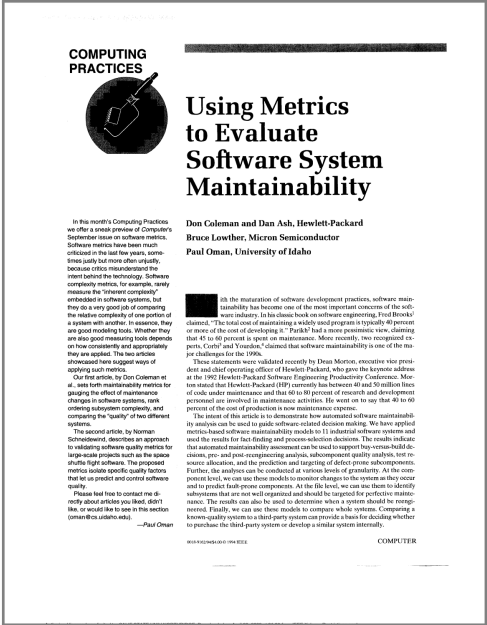 COMPUTING
PRACTICES
Using Metrics
to Evaluate
Software System
Maintainability
Don Coleman and Dan Ash, Hewlett-Packard
Bruce Lowther, Micron Semiconductor
Paul Oman, University of Idaho
In this month's Computing Practices
we offer a sneak preview of Computer's
September issue on software metrics.
Software metrics have been much
criticized in the last few years, some-
times justly but more often unjustly,
because critics misunderstand the
intent behind the technology. Software
complexity metrics, for example, rarely
measure the "inherent complexity"
embedded in software systems, but
they do a very good job of comparing
the relative complexity of one portion of
a system with another. In essence, they
are good modeling tools. Whether they
are also good measuring tools depends
on how consistently and appropriately
they are applied. The two articles
showcased here suggest ways of
applying such metrics.
Our first article, by Don Coleman et
al., sets forth maintainability metrics for
gauging the effect of maintenance
changes in software systems, rank
ordering subsystem complexity, and
comparing the "quality" of two different
systems.
The second article, by Norman
Schneidewind, describes an approach
to validating software quality metrics for
large-scale projects such as the space
shuttle flight software. The proposed
metrics isolate specific quality factors
that let us predict and control software
quality.
Please feel free to contact me di-
rectly about articles you liked, didn't
like, or would like to see in this section
(oman@cs.uidaho.edu).
—Paul Oman
ith the maturation of software development practices, software main-
tainability has become one of the most important concerns of the soft-
ware industry. In his classic book on software engineering, Fred Brooks¹
claimed, "The total cost of maintaining a widely used program is typically 40 percent
or more of the cost of developing it." Parikh² had a more pessimistic view, claiming
that 45 to 60 percent is spent on maintenance. More recently, two recognized ex-
perts, Corbi³ and Yourdon,⁴ claimed that software maintainability is one of the ma-
jor challenges for the 1990s.
These statements were validated recently by Dean Morton, executive vice presi-
dent and chief operating officer of Hewlett-Packard, who gave the keynote address
at the 1992 Hewlett-Packard Software Engineering Productivity Conference. Mor-
ton stated that Hewlett-Packard (HP) currently has between 40 and 50 million lines
of code under maintenance and that 60 to 80 percent of research and development
personnel are involved in maintenance activities. He went on to say that 40 to 60
percent of the cost of production is now maintenance expense.
The intent of this article is to demonstrate how automated software maintainabil-
ity analysis can be used to guide software-related decision making. We have applied
metrics-based software maintainability models to 11 industrial software systems and
used the results for fact-finding and process-selection decisions. The results indicate
that automated maintainability assessment can be used to support buy-versus-build de-
cisions, pre- and post-reengineering analysis, subcomponent quality analysis, test re-
source allocation, and the prediction and targeting of defect-prone subcomponents.
Further, the analyses can be conducted at various levels of granularity. At the com-
ponent level, we can use these models to monitor changes to the system as they occur
and to predict fault-prone components. At the file level, we can use them to identify
subsystems that are not well organized and should be targeted for perfective mainte-
nance. The results can also be used to determine when a system should be reengi-
neered. Finally, we can use these models to compare whole systems. Comparing a
known-quality system to a third-party system can provide a basis for deciding whether
to purchase the third-party system or develop a similar system internally.
0018-9162/94/$4.00 © 1994 IEEE
COMPUTER